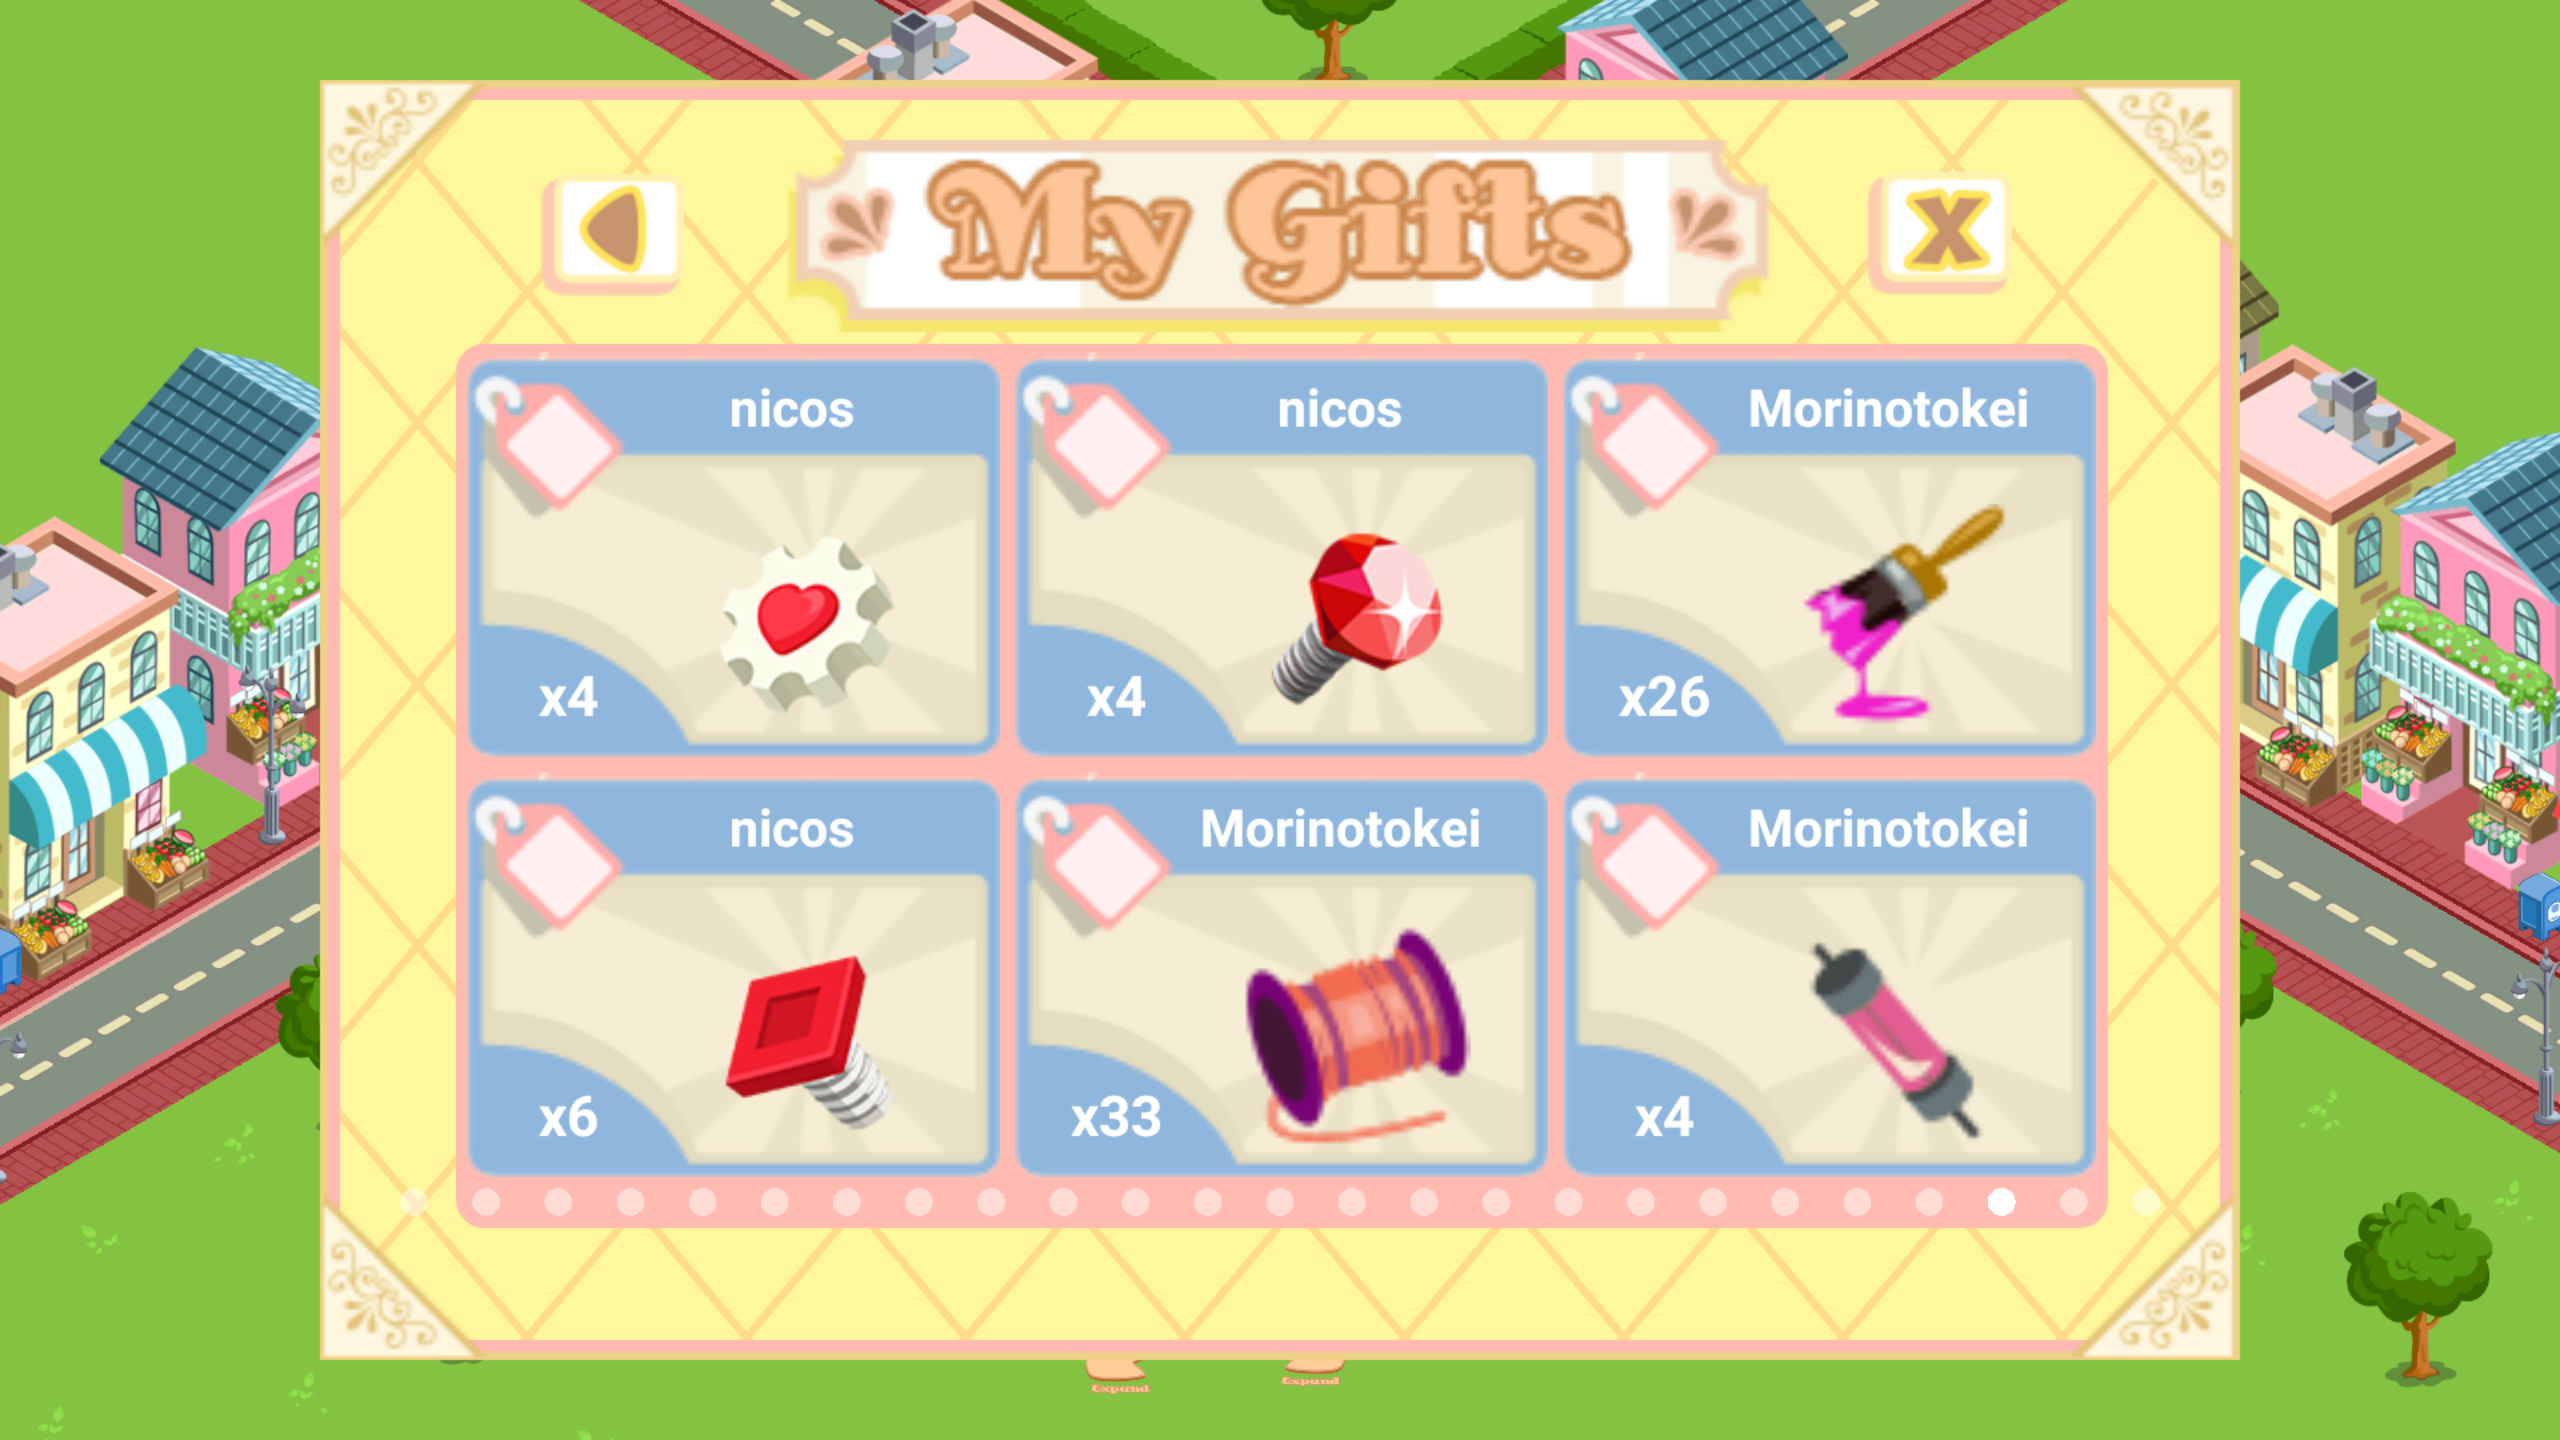 My Gifts
nicos
nicos
Morinotokei
x4
x4
x26
nicos
Morinotokei
Morinotokei
x6
x33
x4
Expand
Expand